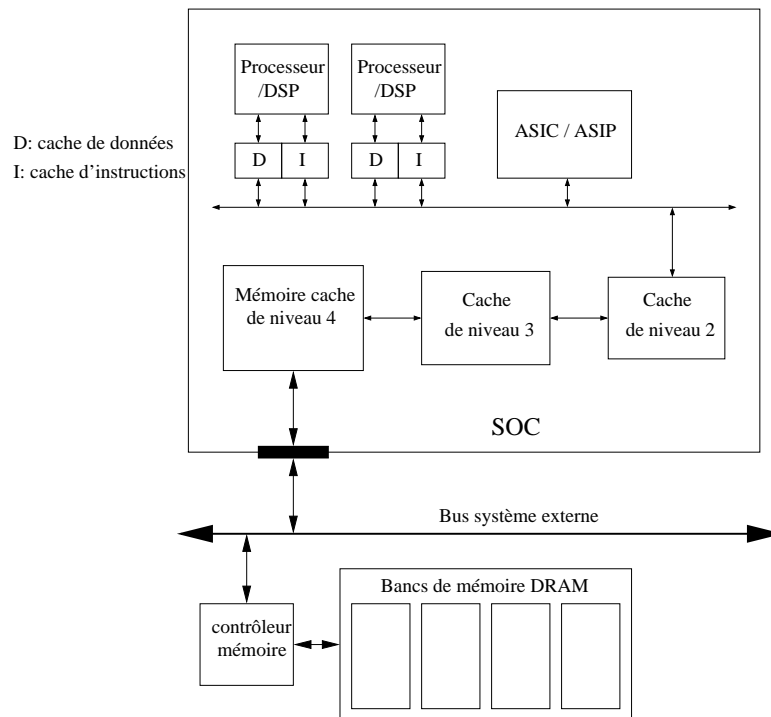 Processeur
/DSP
Processeur
/DSP
ASIC / ASIP
D: cache de données
I: cache d'instructions
D
I
D
I
Mémoire cache
de niveau 4
Cache
de niveau 3
Cache
de niveau 2
SOC
Bus système externe
Bancs de mémoire DRAM
contrôleur
mémoire